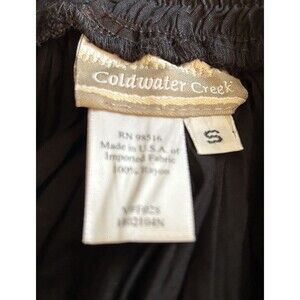 Coldwater Creek
S
RN 98516
Made in U.S.A. of
Imported Fabric
100% Rayon